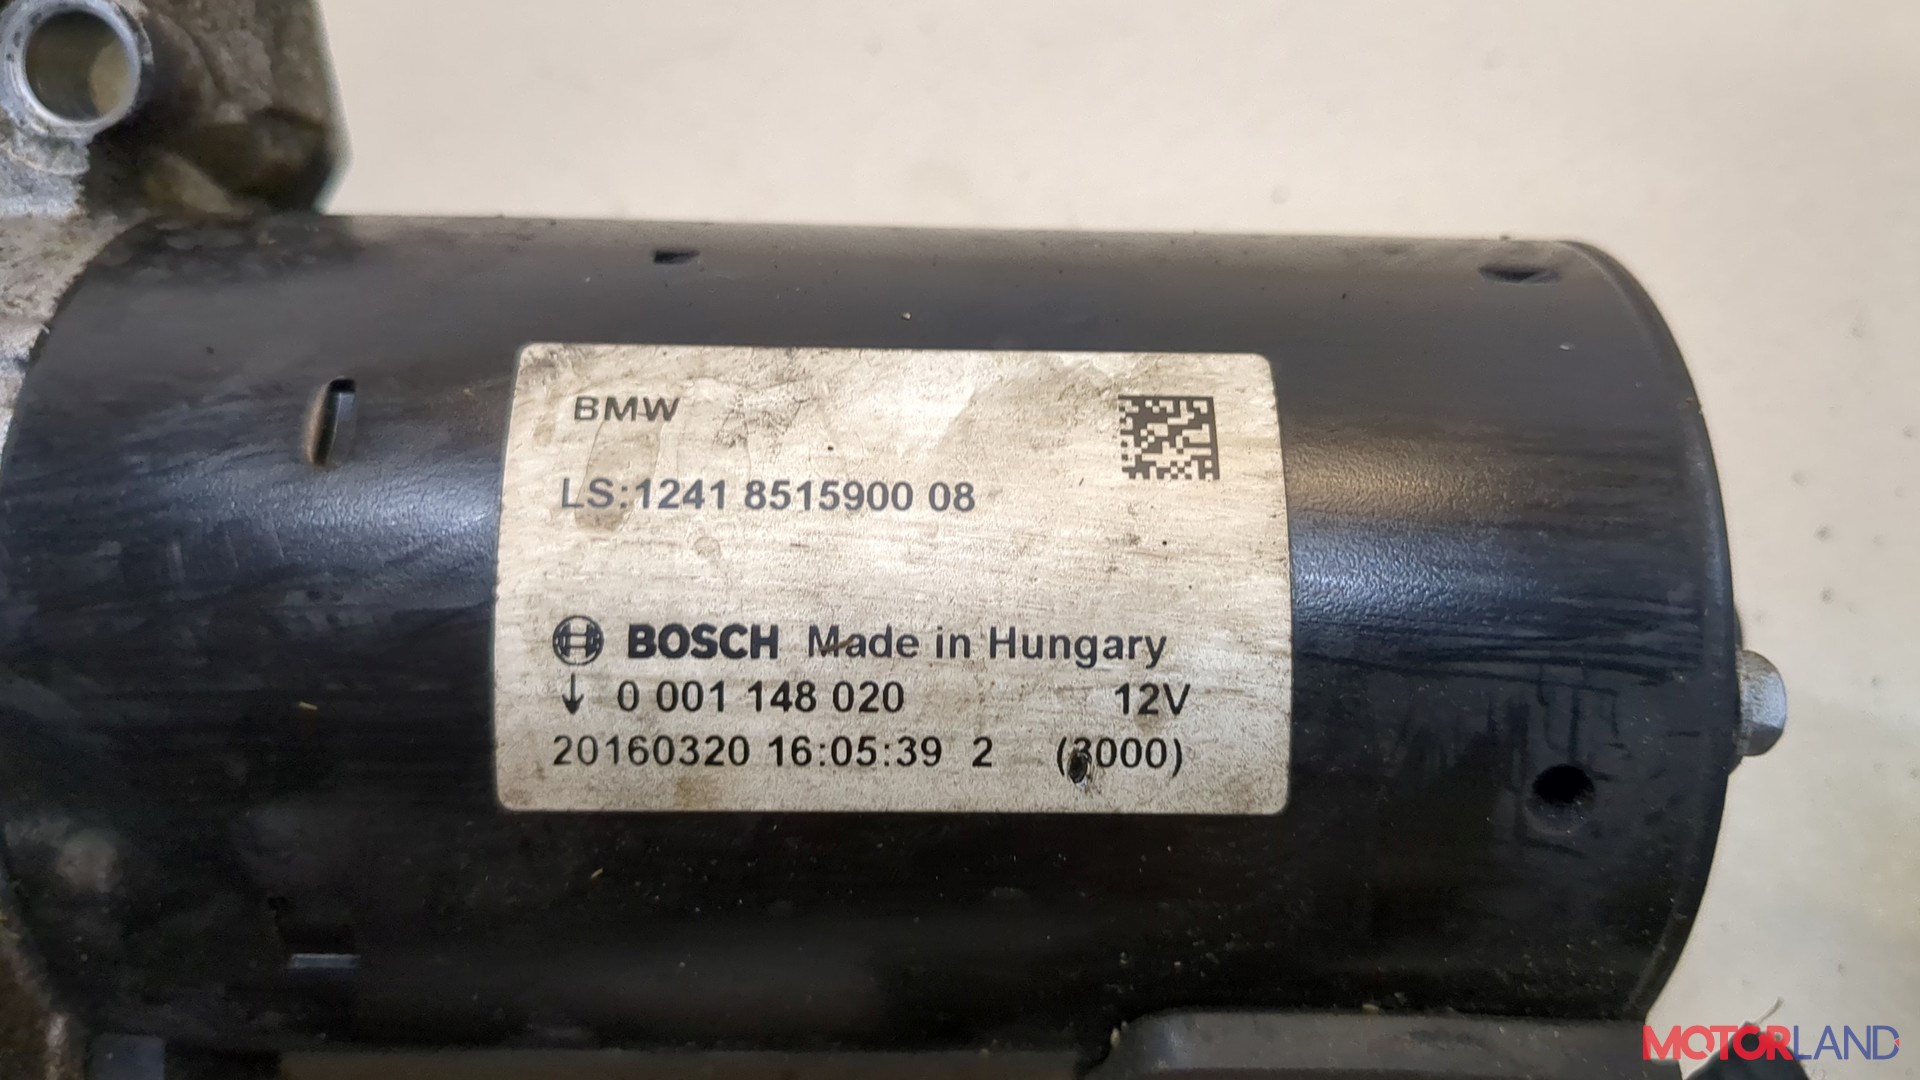 BMW
LS:1241 8515900 08
BOSCH Made in Hungary
↓ 0 001 148 020 12V
20160320 16:05:39 2 (3000)
MOTORLAND